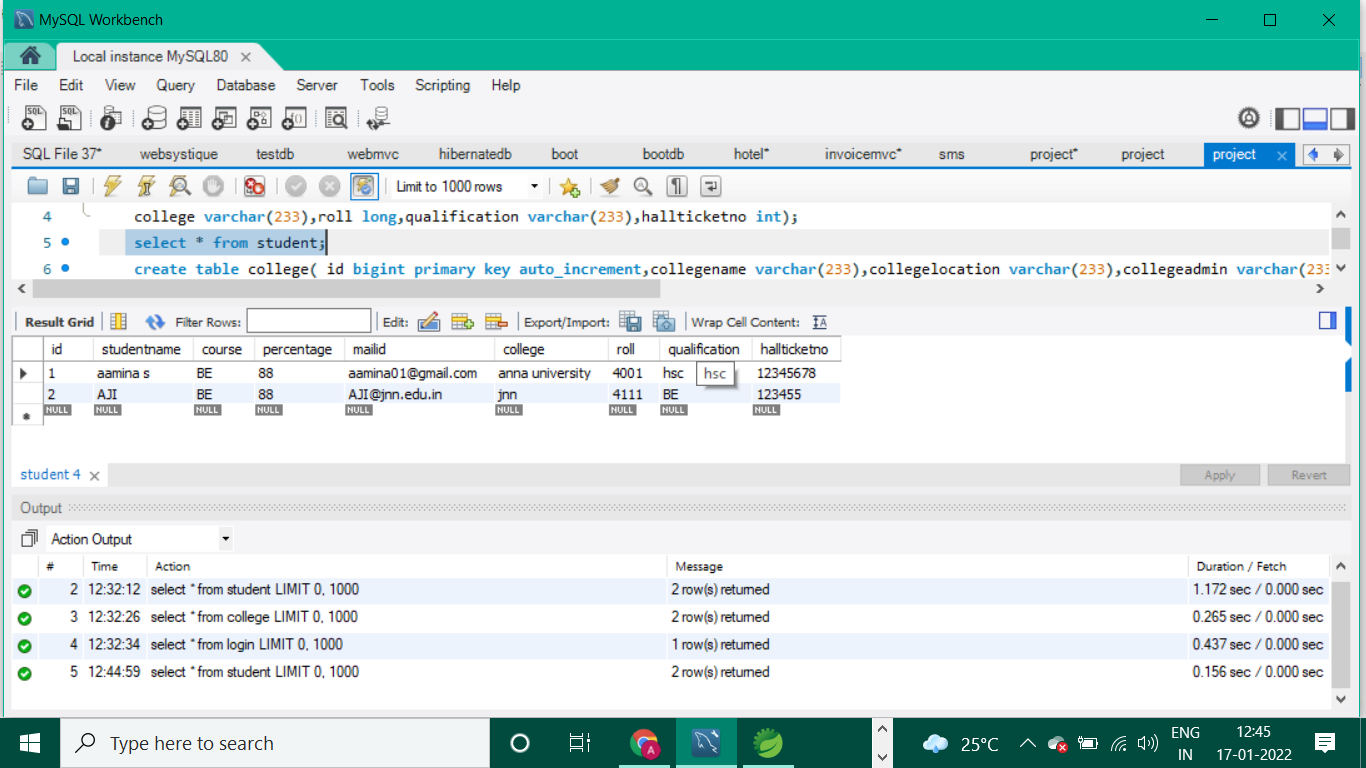 MySQL Workbench
Local instance MySQL80
File Edit View Query Database Server Tools Scripting Help
SQL File 37* websystique testdb webmvc hibernatedb boot bootdb hotel* invoicemvc* sms project* project project
Limit to 1000 rows
4 college varchar(233),roll long,qualification varchar(233),hallticketno int);
5 select * from student;
6 create table college( id bigint primary key auto_increment,collegename varchar(233),collegelocation varchar(233),collegeadmin varchar(233
Result Grid Filter Rows: Edit: Export/Import: Wrap Cell Content:
id studentname course percentage mailid college roll qualification hallticketno
1 aamina s BE 88 aamina01@gmail.com anna university 4001 hsc hsc 12345678
2 AJI BE 88 AJI@jnn.edu.in jnn 4111 BE 123455
NULL NULL NULL NULL NULL NULL NULL NULL NULL
student 4 Apply Revert
Output
Action Output
# Time Action Message Duration / Fetch
2 12:32:12 select * from student LIMIT 0, 1000 2 row(s) returned 1.172 sec / 0.000 sec
3 12:32:26 select * from college LIMIT 0, 1000 2 row(s) returned 0.265 sec / 0.000 sec
4 12:32:34 select * from login LIMIT 0, 1000 1 row(s) returned 0.437 sec / 0.000 sec
5 12:44:59 select * from student LIMIT 0, 1000 2 row(s) returned 0.156 sec / 0.000 sec
Type here to search A 25°C ENG 12:45
IN 17-01-2022